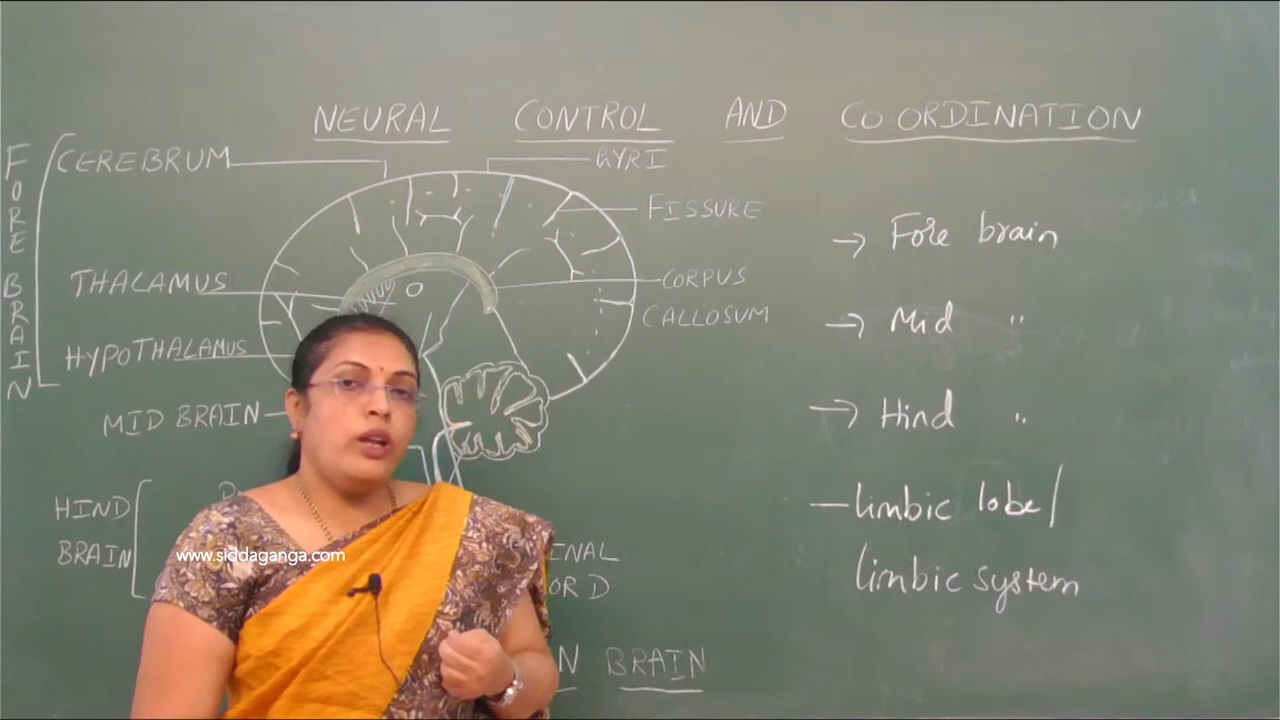 NEURAL CONTROL AND CO-ORDINATION
FORE BRAIN
CEREBRUM
GYRI
FISSURE
THALAMUS
CORPUS
CALLOSUM
HYPOTHALAMUS
MID BRAIN
HIND
BRAIN
INAL
ORD
N BRAIN
→ Fore brain
→ Mid "
→ Hind "
— limbic lobe/
limbic system
www.siddaganga.com